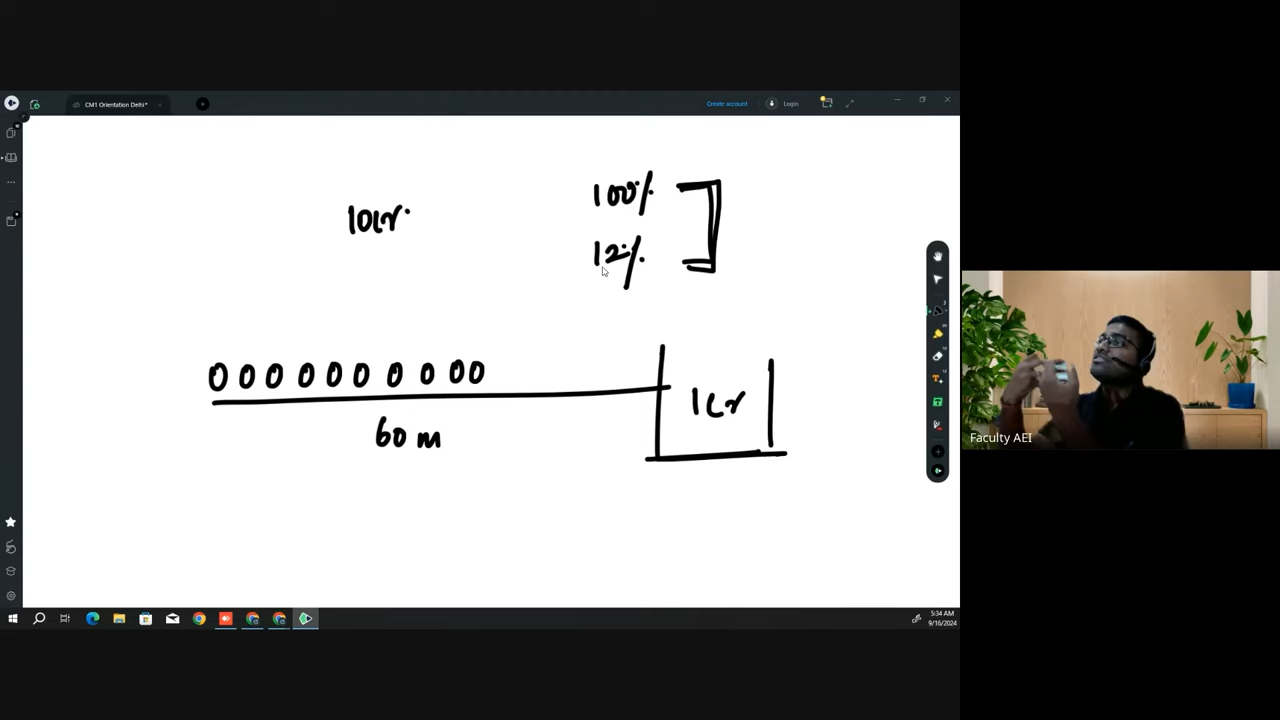 CM1 Orientation Delhi*
Create account
Login
100%
10Cr
12%
0 0 0 0 0 0 0 0 0 0
1Cr
60 m
Faculty AEI
5:34 AM
9/16/2024